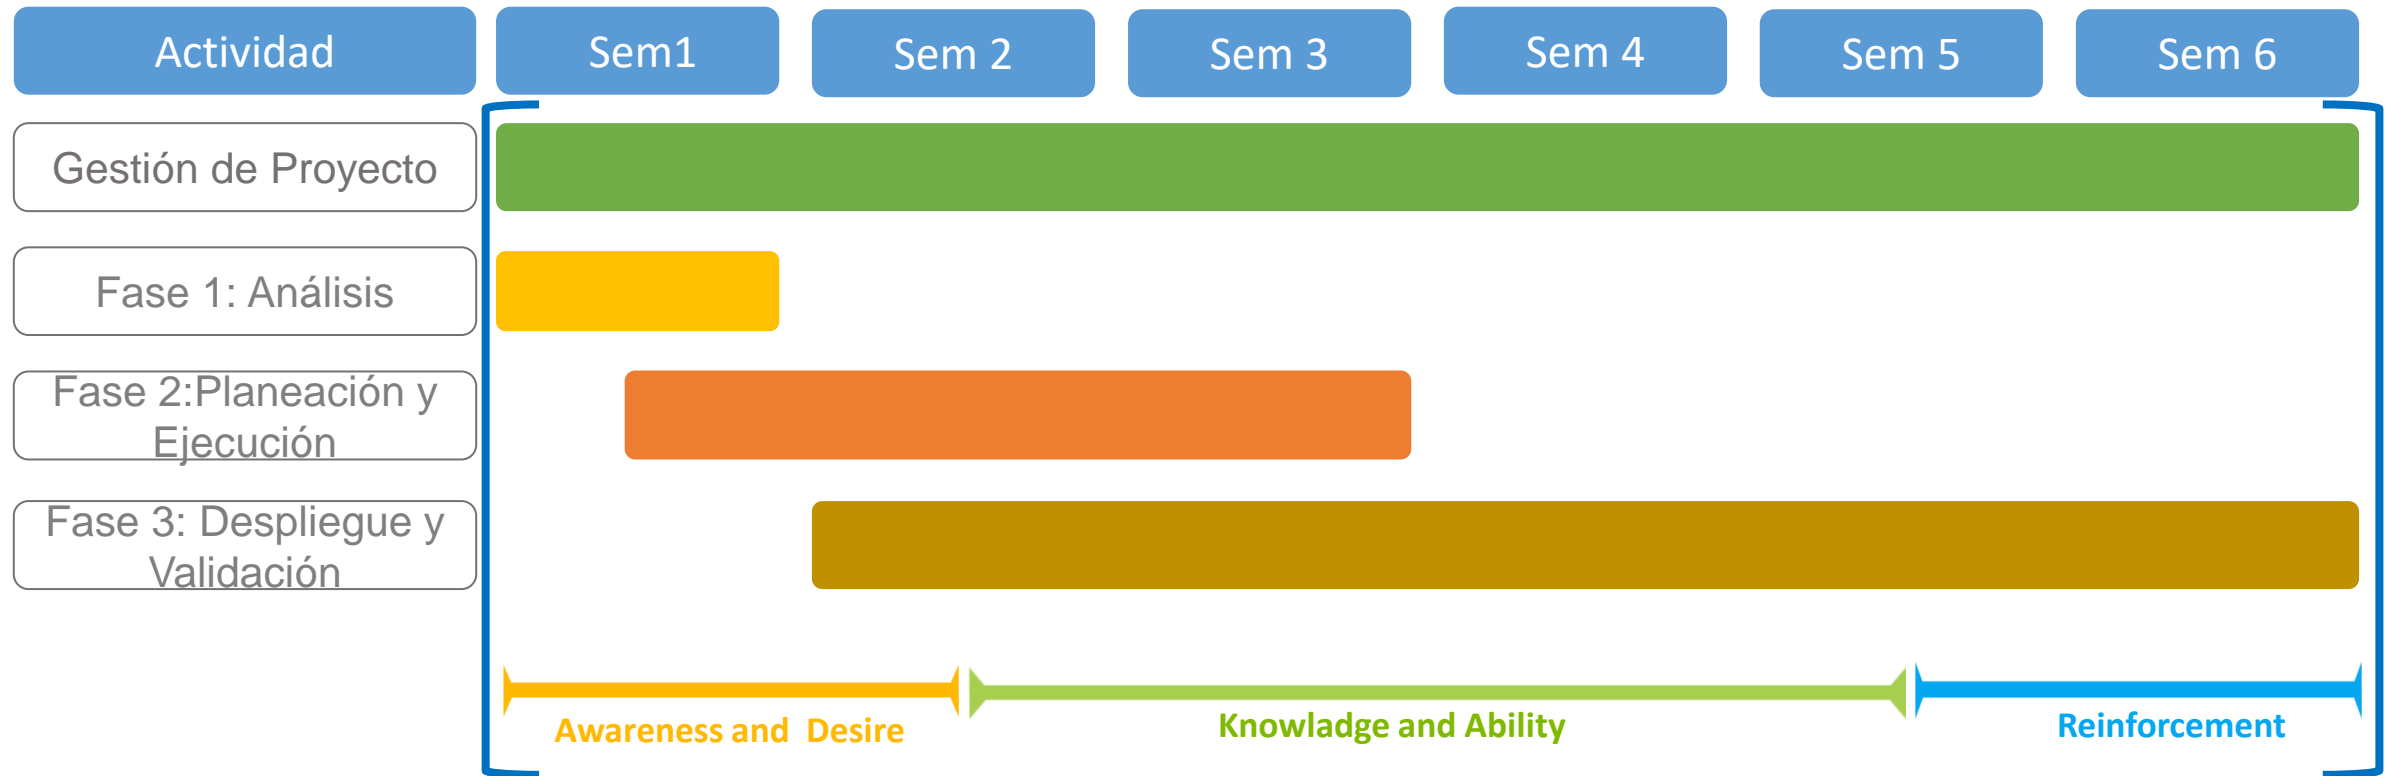 Actividad
Sem1
Sem 2
Sem 3
Sem 4
Sem 5
Sem 6
Gestión de Proyecto
Fase 1: Análisis
Fase 2:Planeación y
Ejecución
Fase 3: Despliegue y
Validación
Awareness and  Desire
Knowladge and Ability
Reinforcement